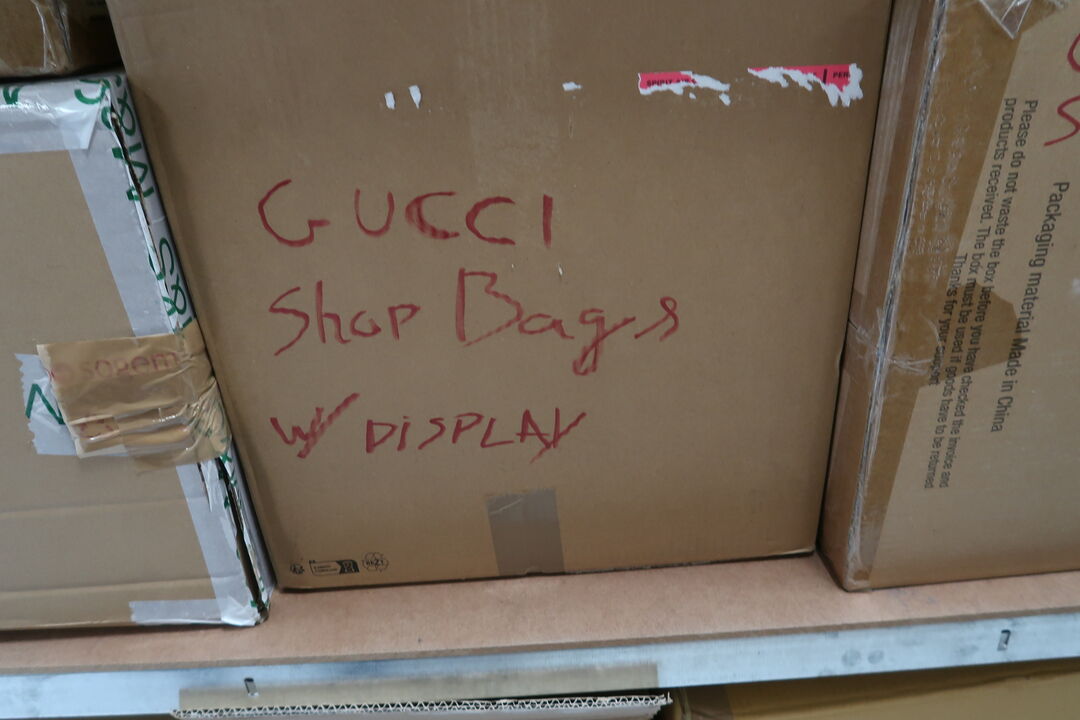 GUCCI
Shop Bags
W/ DISPLAY
Packaging material Made in China
Please do not waste the box before you have checked the invoice and
products received. The box must be used if goods have to be returned
Thanks for your support
PER